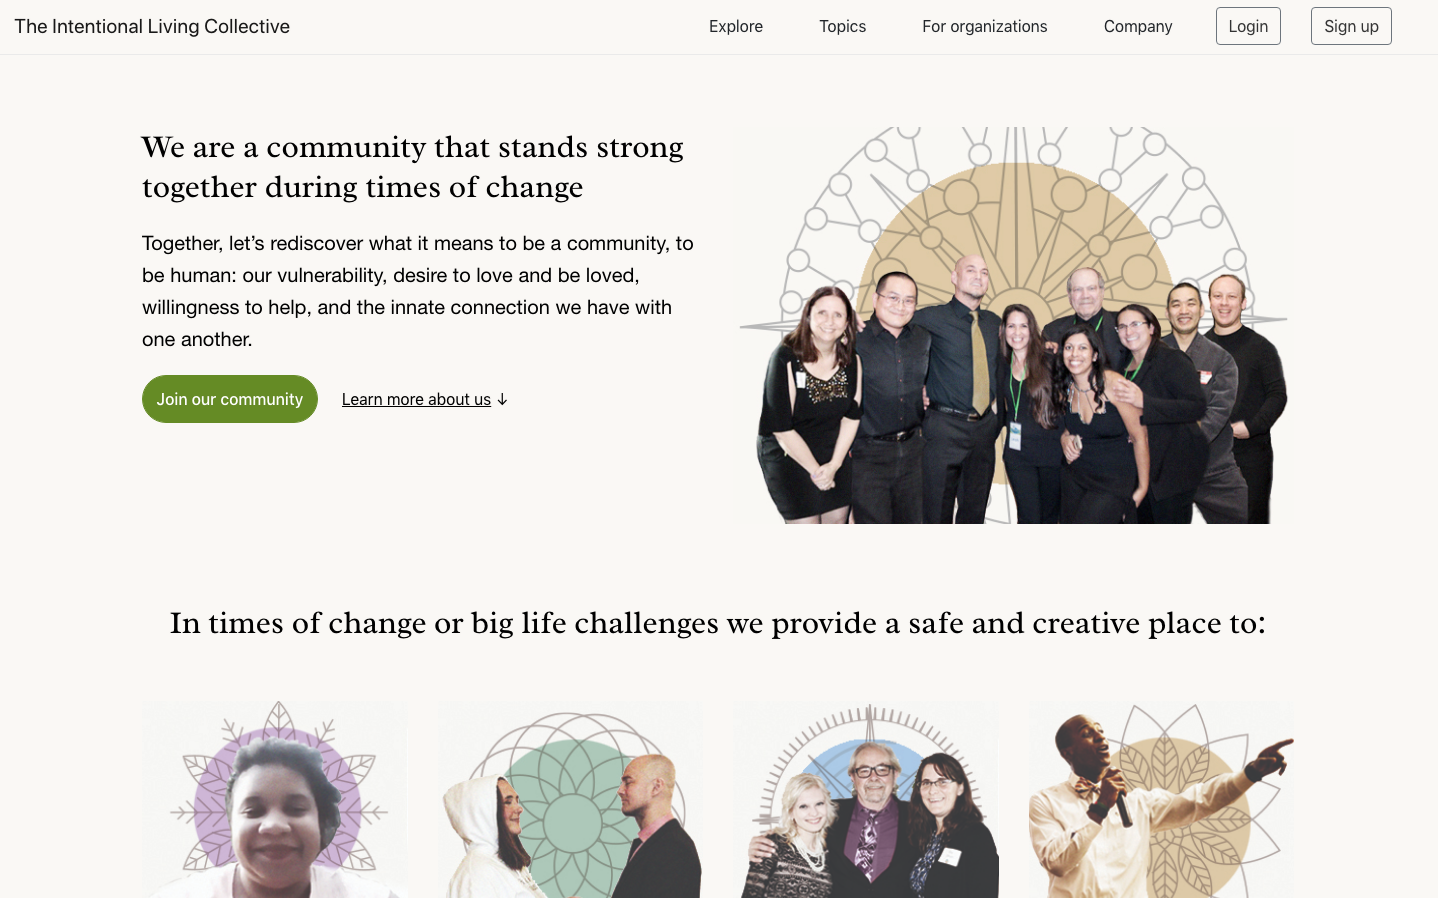 The Intentional Living Collective
Explore
Topics
For organizations
Company
Login
Sign up
We are a community that stands strong
together during times of change
Together, let’s rediscover what it means to be a community, to
be human: our vulnerability, desire to love and be loved,
willingness to help, and the innate connection we have with
one another.
Join our community
Learn more about us ↓
In times of change or big life challenges we provide a safe and creative place to: